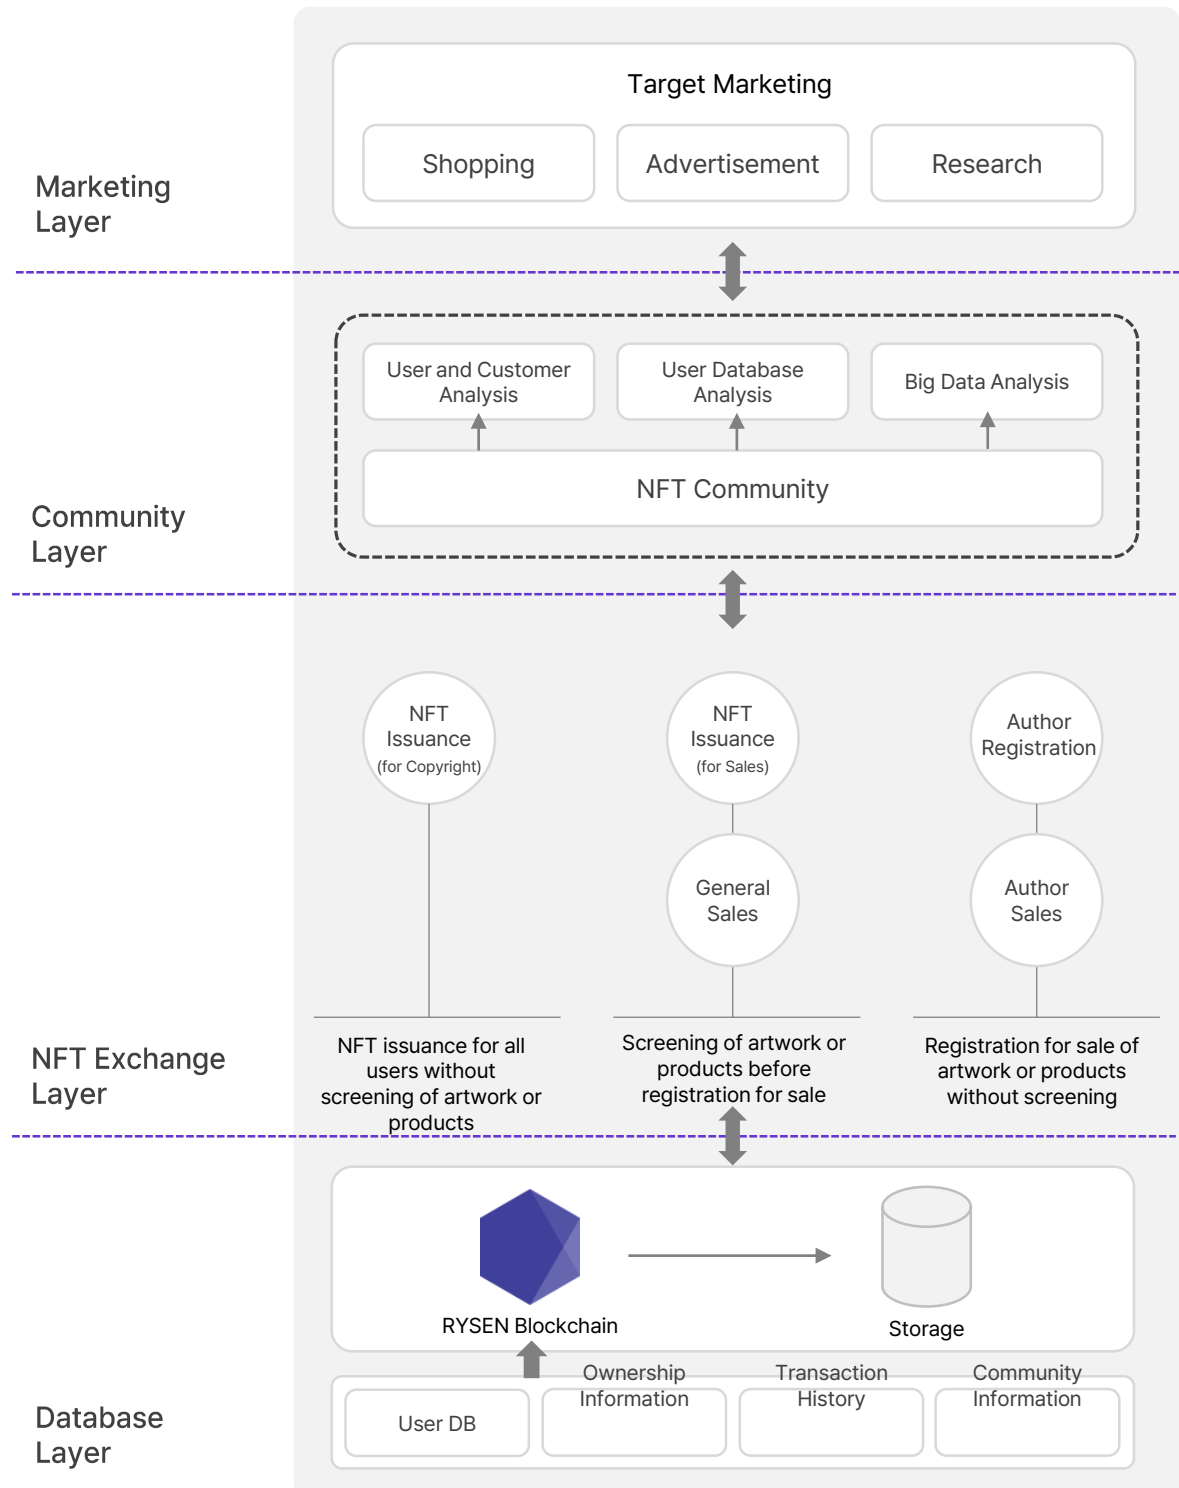 Target Marketing
Shopping
Advertisement
Research
Marketing
Layer
User and Customer
Analysis
User Database
Analysis
Big Data Analysis
NFT Community
Community
Layer
NFT
Issuance
(for Copyright)
NFT
Issuance
(for Sales)
Author
Registration
General
Sales
Author
Sales
NFT Exchange
Layer
NFT issuance for all
users without
screening of artwork or
products
Screening of artwork or
products before
registration for sale
Registration for sale of
artwork or products
without screening
RYSEN Blockchain
Storage
Database
Layer
User DB
Ownership
Information
Transaction
History
Community
Information